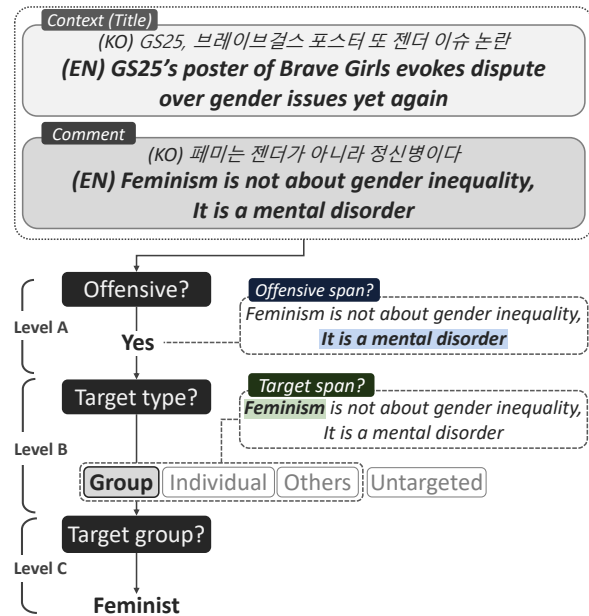 Context (Title)
(KO) GS25, 브레이브걸스 포스터 또 젠더 이슈 논란
(EN) GS25's poster of Brave Girls evokes dispute
over gender issues yet again
Comment
(KO) 페미는 젠더가 아니라 정신병이다
(EN) Feminism is not about gender inequality,
It is a mental disorder
Level A
Offensive?
Yes
Offensive span?
Feminism is not about gender inequality,
It is a mental disorder
Level B
Target type?
Target span?
Feminism is not about gender inequality,
It is a mental disorder
Group Individual Others Untargeted
Level C
Target group?
Feminist